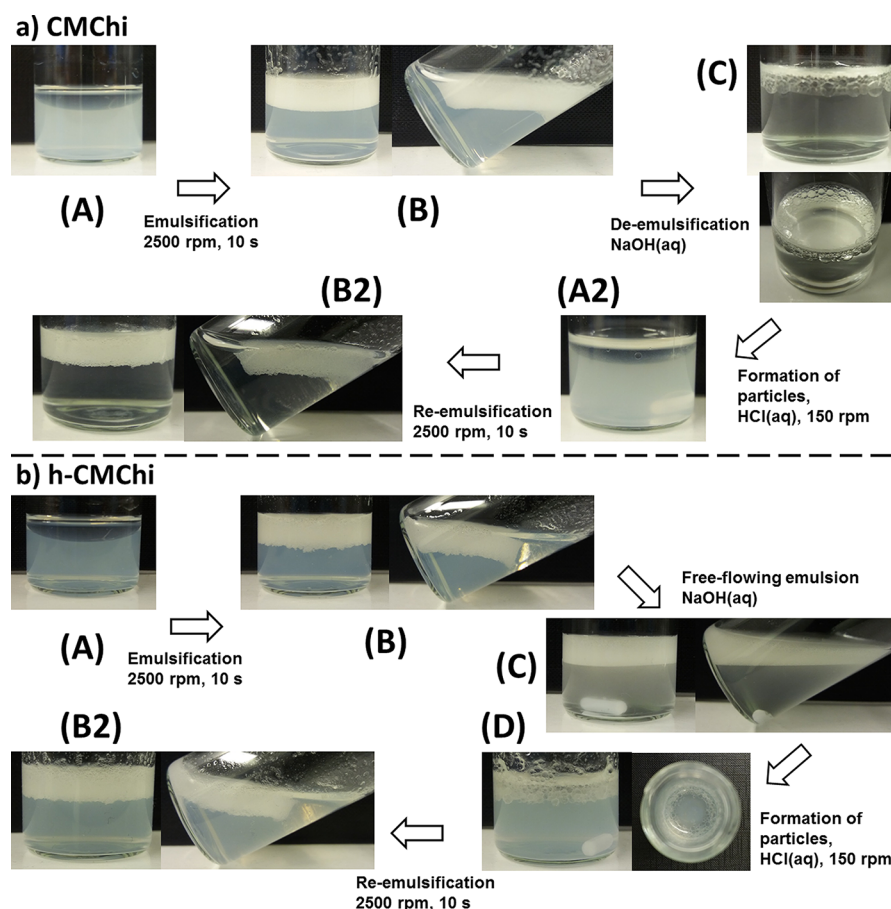 a) CMChi
(A)
Emulsification
2500 rpm, 10 s
(B)
(C)
De-emulsification
NaOH(aq)
(B2)
(A2)
Re-emulsification
2500 rpm, 10 s
Formation of
particles,
HCl(aq), 150 rpm
b) h-CMChi
(A)
Emulsification
2500 rpm, 10 s
(B)
Free-flowing emulsion
NaOH(aq)
(C)
(B2)
(D)
Re-emulsification
2500 rpm, 10 s
Formation of
particles,
HCl(aq), 150 rpm